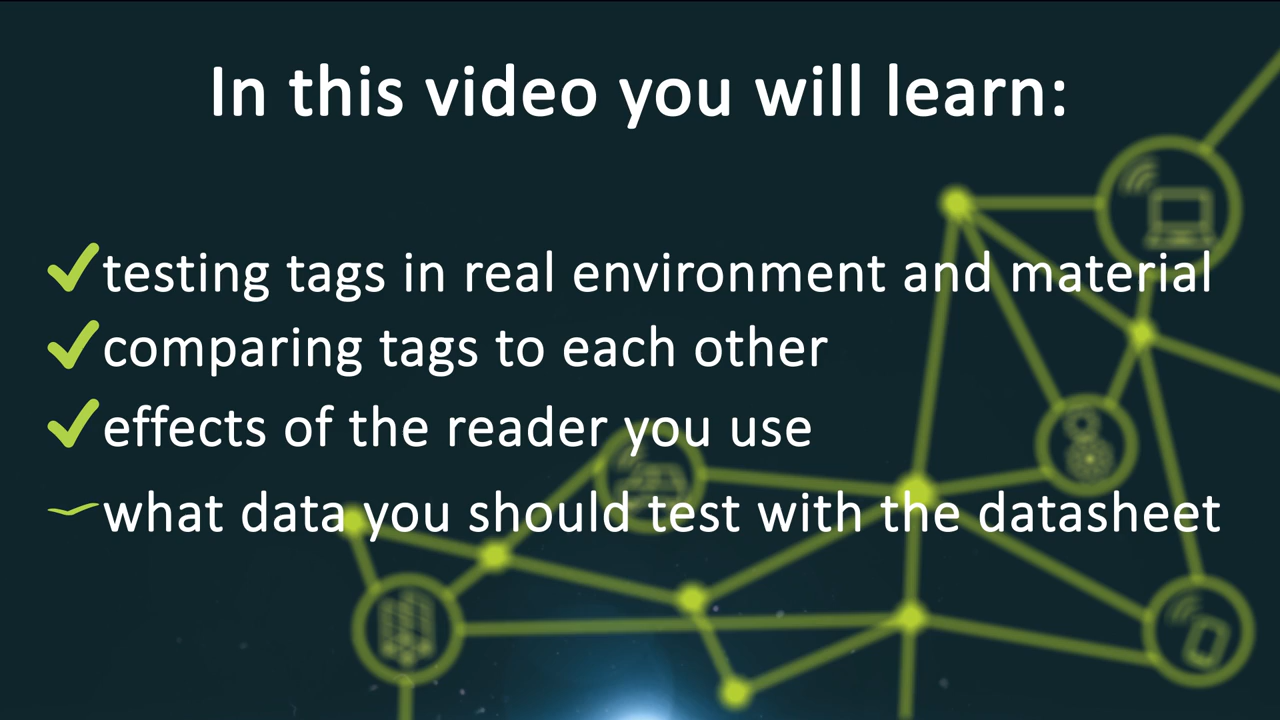 In this video you will learn:
testing tags in real environment and material
comparing tags to each other
effects of the reader you use
what data you should test with the datasheet